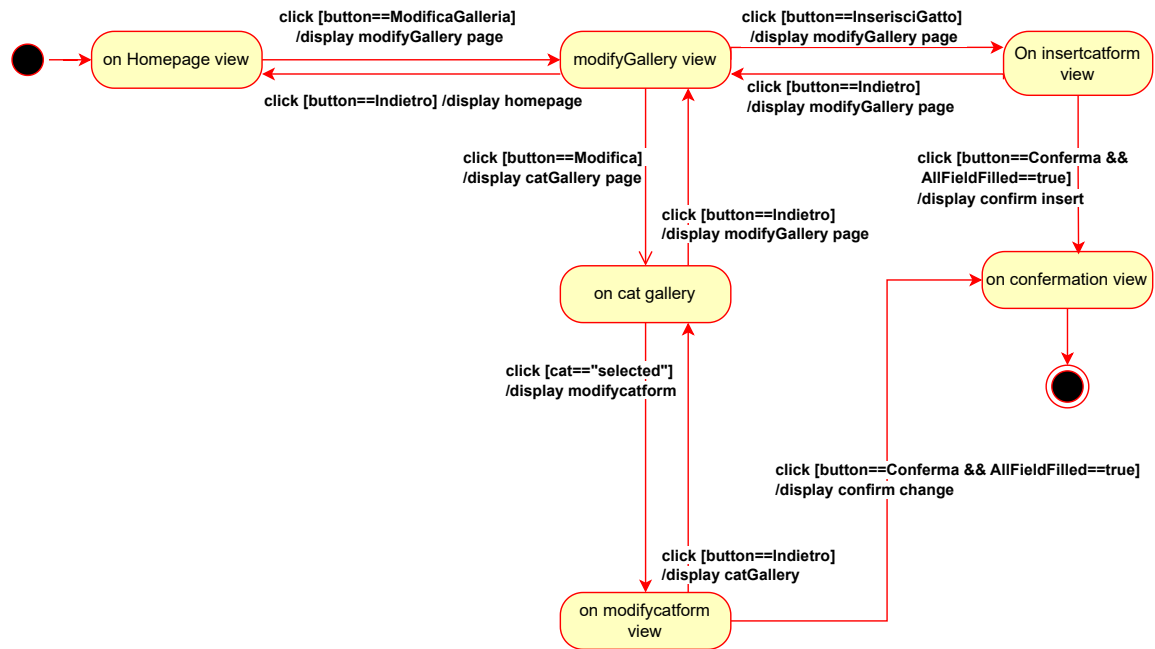 click [button==ModificaGalleria]
/display modifyGallery page
click [button==InserisciGatto]
/display modifyGallery page
on Homepage view
modifyGallery view
On insertcatform
view
click [button==Indietro] /display homepage
click [button==Indietro]
/display modifyGallery page
click [button==Modifica]
/display catGallery page
click [button==Conferma &&
AllFieldFilled==true]
/display confirm insert
click [button==Indietro]
/display modifyGallery page
on cat gallery
on confermation view
click [cat=="selected"]
/display modifycatform
click [button==Conferma && AllFieldFilled==true]
/display confirm change
click [button==Indietro]
/display catGallery
on modifycatform
view